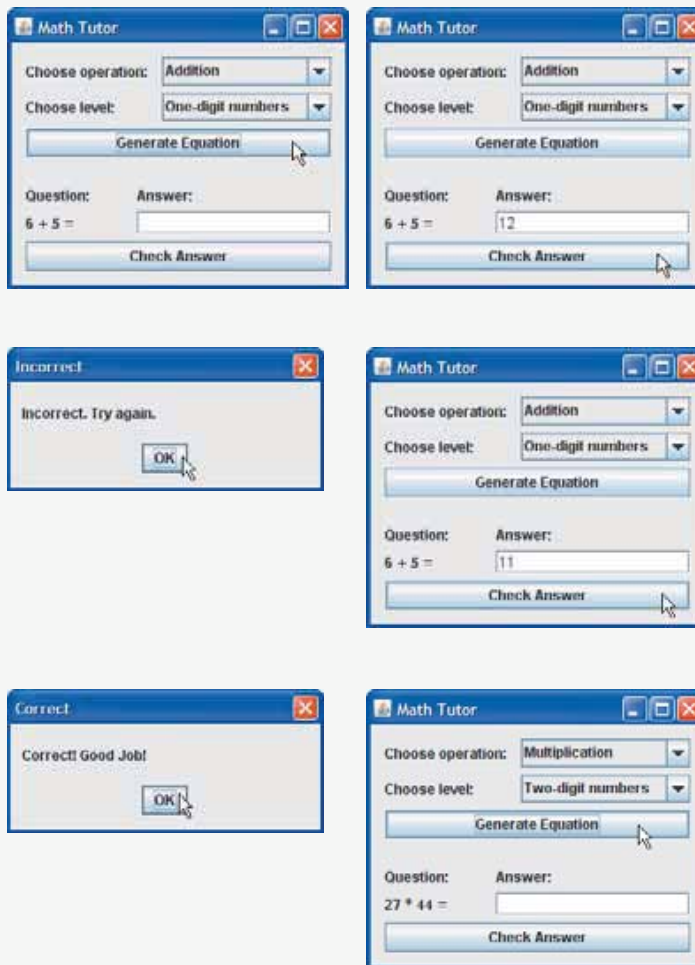 Math Tutor
Choose operation: Addition
Choose level: One-digit numbers
Generate Equation
Question: Answer:
6 + 5 =
Check Answer
Math Tutor
Choose operation: Addition
Choose level: One-digit numbers
Generate Equation
Question: Answer:
6 + 5 = 12
Check Answer
Incorrect
Incorrect. Try again.
OK
Math Tutor
Choose operation: Addition
Choose level: One-digit numbers
Generate Equation
Question: Answer:
6 + 5 = 11
Check Answer
Correct
Correct! Good Job!
OK
Math Tutor
Choose operation: Multiplication
Choose level: Two-digit numbers
Generate Equation
Question: Answer:
27 * 44 =
Check Answer